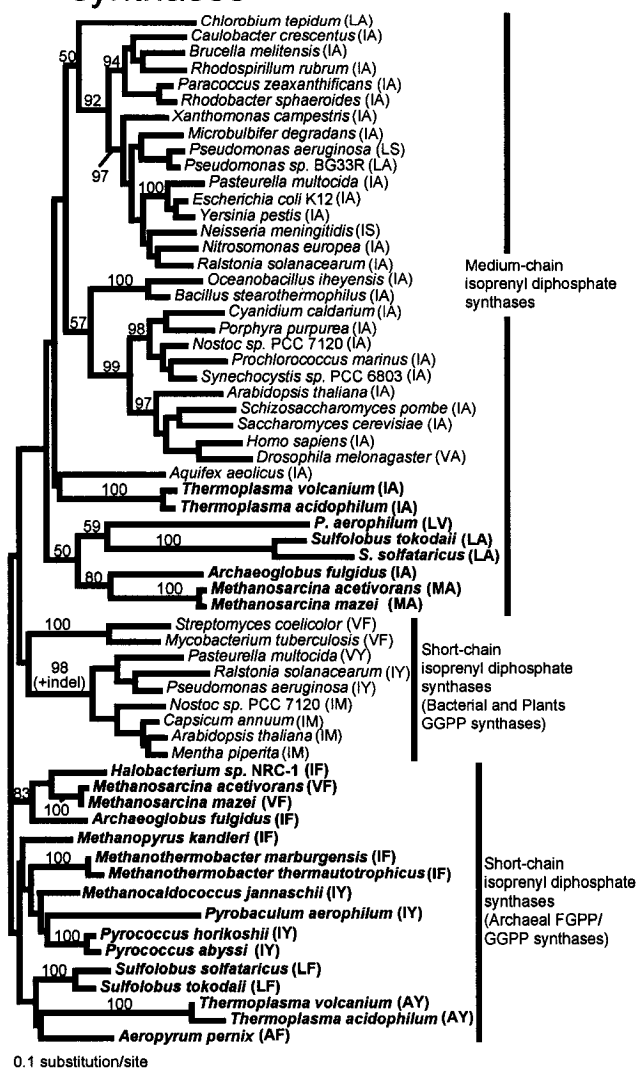 synthases
Chlorobium tepidum (LA)
Caulobacter crescentus (IA)
Brucella melitensis (IA)
Rhodospirillum rubrum (IA)
Paracoccus zeaxanthificans (IA)
Rhodobacter sphaeroides (IA)
Xanthomonas campestris (IA)
Microbulbifer degradans (IA)
Pseudomonas aeruginosa (LS)
Pseudomonas sp. BG33R (LA)
Pasteurella multocida (IA)
Escherichia coli K12 (IA)
Yersinia pestis (IA)
Neisseria meningitidis (IS)
Nitrosomonas europea (IA)
Ralstonia solanacearum (IA)
Oceanobacillus iheyensis (IA)
Bacillus stearothermophilus (IA)
Cyanidium caldarium (IA)
Porphyra purpurea (IA)
Nostoc sp. PCC 7120 (IA)
Prochlorococcus marinus (IA)
Synechocystis sp. PCC 6803 (IA)
Arabidopsis thaliana (IA)
Schizosaccharomyces pombe (IA)
Saccharomyces cerevisiae (IA)
Homo sapiens (IA)
Drosophila melonagaster (VA)
Aquifex aeolicus (IA)
Thermoplasma volcanium (IA)
Thermoplasma acidophilum (IA)
P. aerophilum (LV)
Sulfolobus tokodaii (LA)
S. solfataricus (LA)
Archaeoglobus fulgidus (IA)
Methanosarcina acetivorans (MA)
Methanosarcina mazei (MA)
Streptomyces coelicolor (VF)
Mycobacterium tuberculosis (VF)
Pasteurella multocida (VY)
Ralstonia solanacearum (IY)
Pseudomonas aeruginosa (IY)
Nostoc sp. PCC 7120 (IM)
Capsicum annuum (IM)
Arabidopsis thaliana (IM)
Mentha piperita (IM)
Halobacterium sp. NRC-1 (IF)
Methanosarcina acetivorans (VF)
Methanosarcina mazei (VF)
Archaeoglobus fulgidus (IF)
Methanopyrus kandleri (IF)
Methanothermobacter marburgensis (IF)
Methanothermobacter thermautotrophicus (IF)
Methanocaldococcus jannaschii (IY)
Pyrobaculum aerophilum (IY)
Pyrococcus horikoshii (IY)
Pyrococcus abyssi (IY)
Sulfolobus solfataricus (LF)
Sulfolobus tokodaii (LF)
Thermoplasma volcanium (AY)
Thermoplasma acidophilum (AY)
Aeropyrum pernix (AF)
50
94
92
97
100
100
57
98
99
97
100
59
100
50
80
100
100
98
(+indel)
83
100
100
100
100
100
Medium-chain
isoprenyl diphosphate
synthases
Short-chain
isoprenyl diphosphate
synthases
(Bacterial and Plants
GGPP synthases)
Short-chain
isoprenyl diphosphate
synthases
(Archaeal FGPP/
GGPP synthases)
0.1 substitution/site